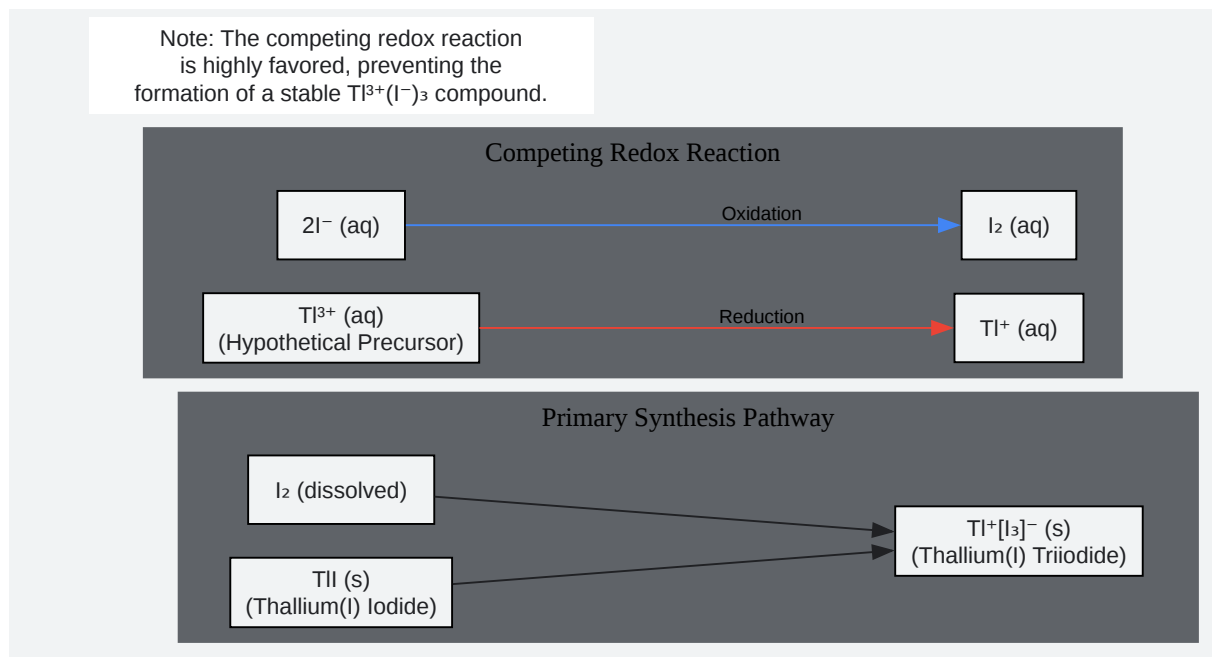 Note: The competing redox reaction
is highly favored, preventing the
formation of a stable Tl³⁺(I⁻)₃ compound.
Competing Redox Reaction
2I⁻ (aq)
Oxidation
I₂ (aq)
Tl³⁺ (aq)
(Hypothetical Precursor)
Reduction
Tl⁺ (aq)
Primary Synthesis Pathway
I₂ (dissolved)
TlI (s)
(Thallium(I) Iodide)
Tl⁺[I₃]⁻ (s)
(Thallium(I) Triiodide)